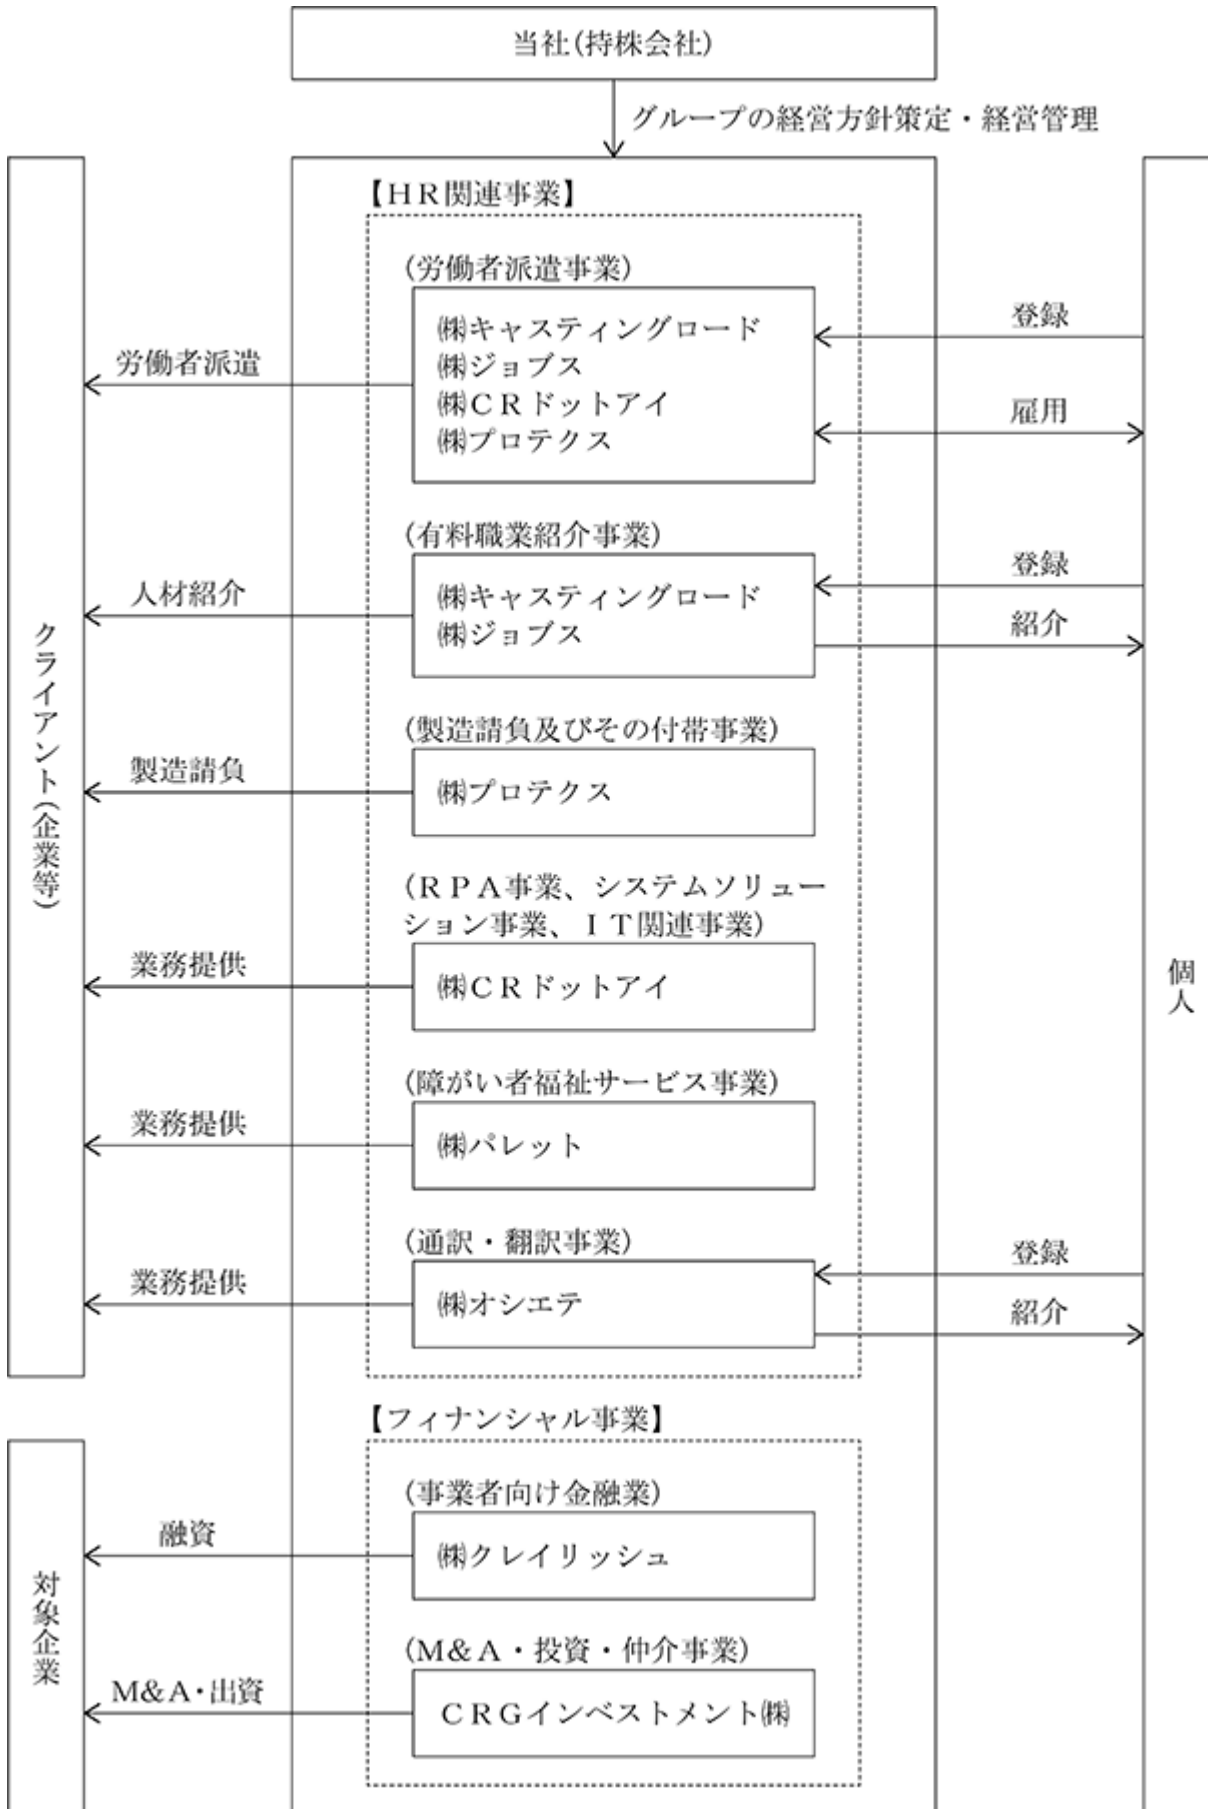 当社(持株会社)
グループの経営方針策定・経営管理
【ＨＲ関連事業】
(労働者派遣事業)
㈱キャスティングロード
㈱ジョブス
㈱ＣＲドットアイ
㈱プロテクス
労働者派遣
登録
雇用
(有料職業紹介事業)
㈱キャスティングロード
㈱ジョブス
人材紹介
登録
紹介
(製造請負及びその付帯事業)
㈱プロテクス
製造請負
(ＲＰＡ事業、システムソリュー
ション事業、ＩＴ関連事業)
㈱ＣＲドットアイ
業務提供
(障がい者福祉サービス事業)
㈱パレット
業務提供
(通訳・翻訳事業)
㈱オシエテ
業務提供
登録
紹介
クライアント(企業等)
個人
【フィナンシャル事業】
(事業者向け金融業)
㈱クレイリッシュ
融資
(Ｍ＆Ａ・投資・仲介事業)
ＣＲＧインベストメント㈱
Ｍ＆Ａ・出資
対象企業